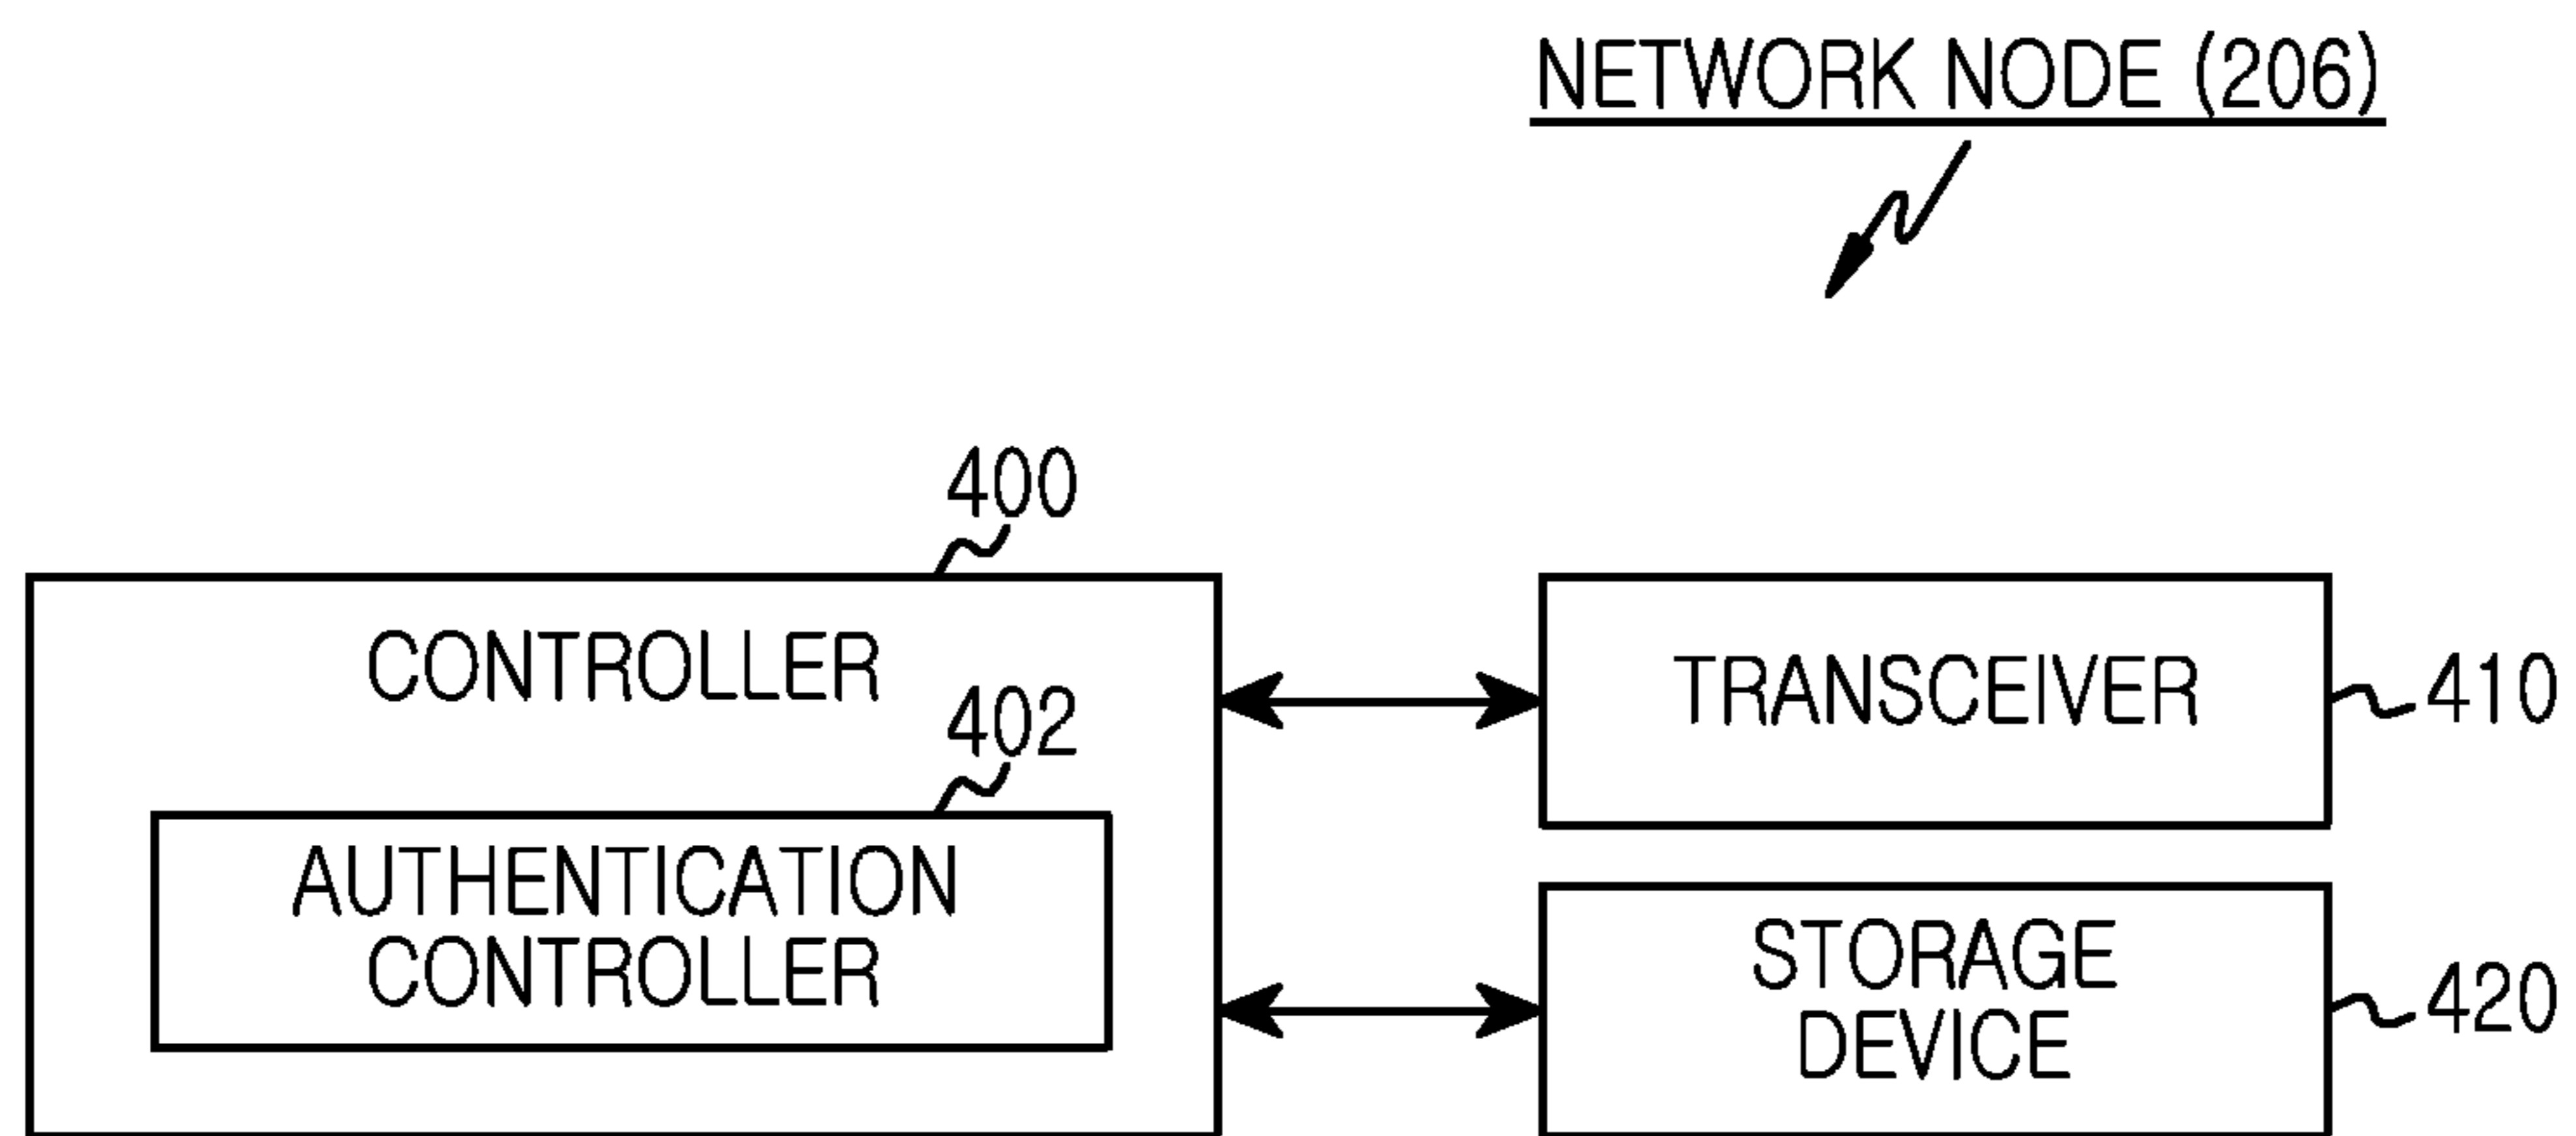 NETWORK NODE (206)
400
CONTROLLER
402
AUTHENTICATION
CONTROLLER
TRANSCEIVER
410
STORAGE
DEVICE
420